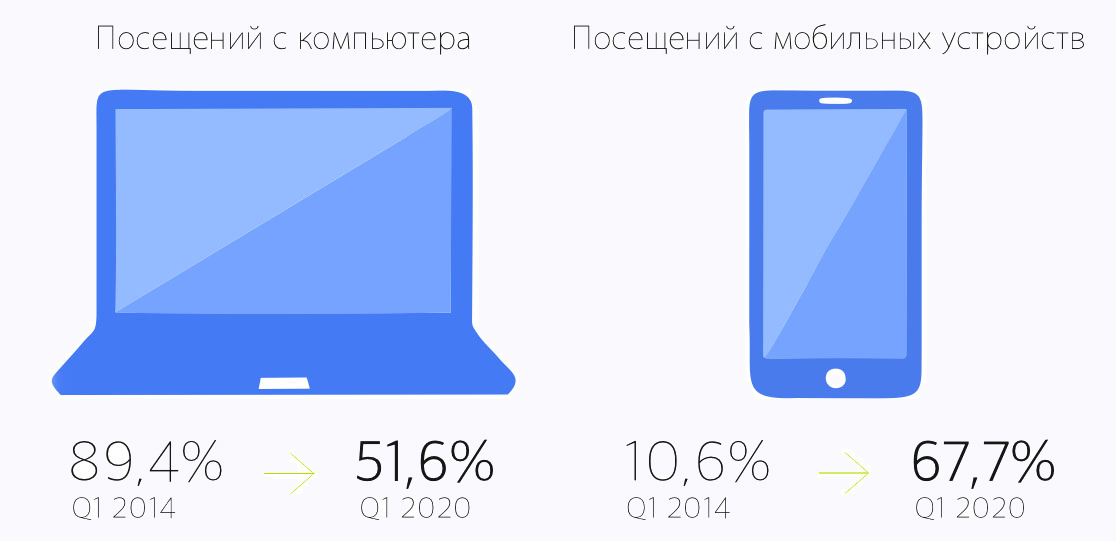 Посещений с компьютера
Посещений с мобильных устройств
89,4%
51,6%
10,6%
67,7%
Q1 2014
Q1 2020
Q1 2014
Q1 2020